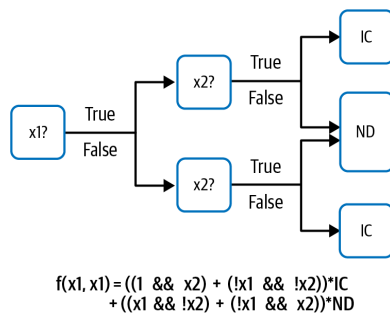 IC
True
x2?
False
True
x1?
ND
False
True
x2?
False
IC
f(x1, x1) = ((1 && x2) + (!x1 && !x2))*IC
+ ((x1 && !x2) + (!x1 && x2))*ND